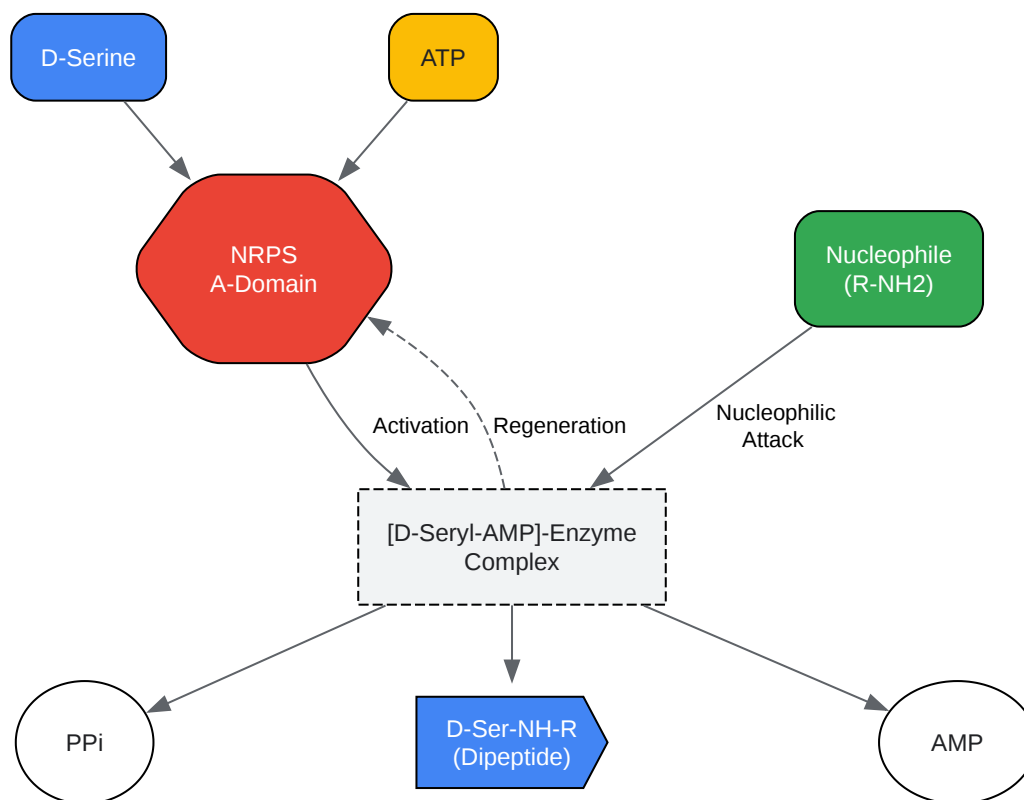 D-Serine
ATP
NRPS
A-Domain
Nucleophile
(R-NH2)
Activation
Regeneration
Nucleophilic
Attack
[D-Seryl-AMP]-Enzyme
Complex
PPi
D-Ser-NH-R
(Dipeptide)
AMP